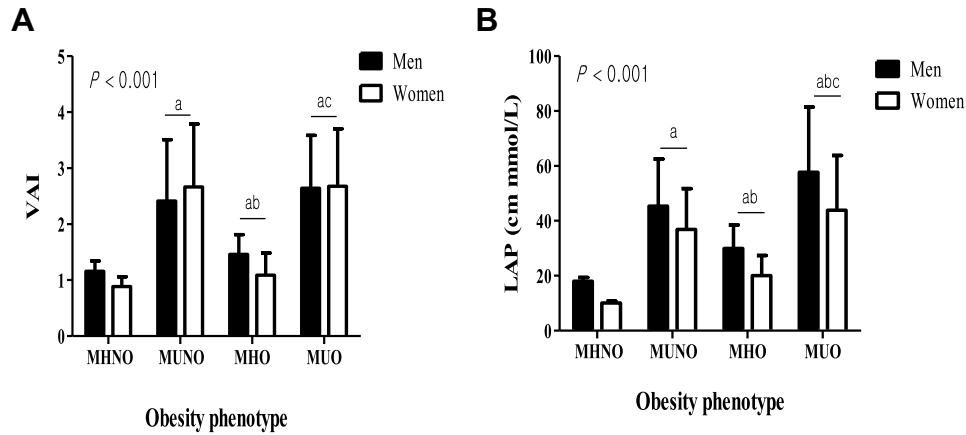 A
VAI
5
4
3
2
1
0
P < 0.001
a
ab
ac
Men
Women
MHNO MUNO MHO MUO
Obesity phenotype
B
LAP (cm mmol/L)
100
80
60
40
20
0
P < 0.001
a
ab
abc
Men
Women
MHNO MUNO MHO MUO
Obesity phenotype